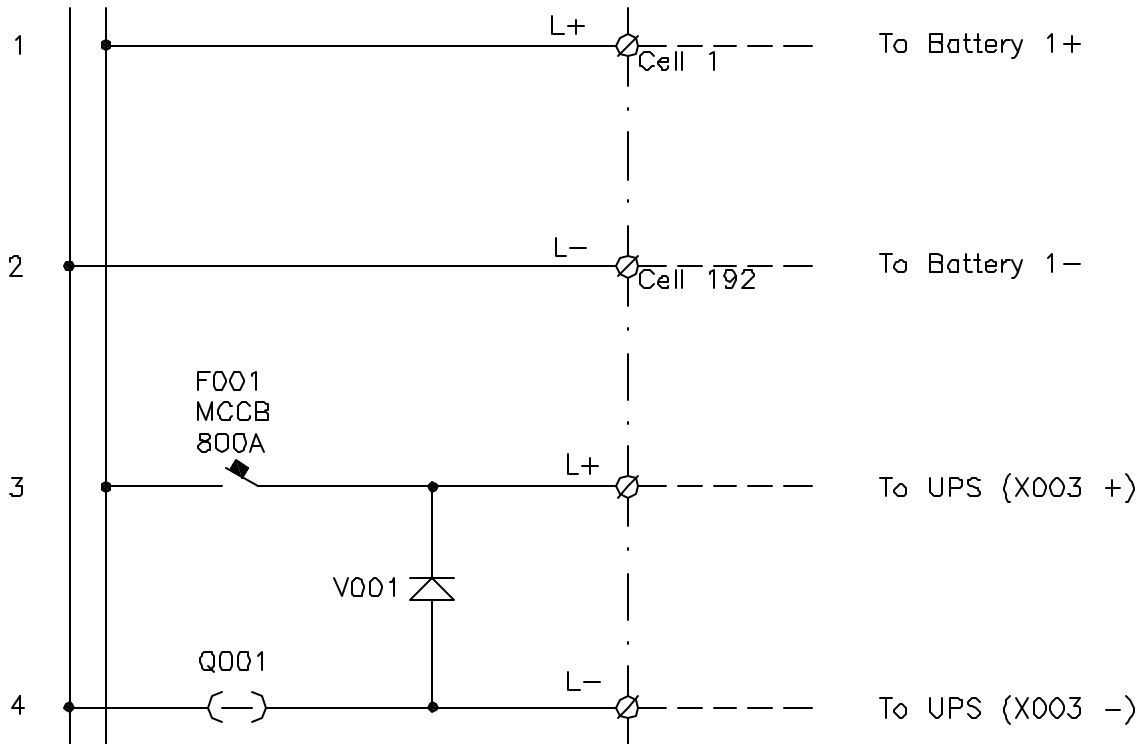 1
L+
Cell 1
To Battery 1+
2
L−
Cell 192
To Battery 1−
F001
MCCB
800A
3
L+
To UPS (X003 +)
V001
Q001
4
L−
To UPS (X003 −)